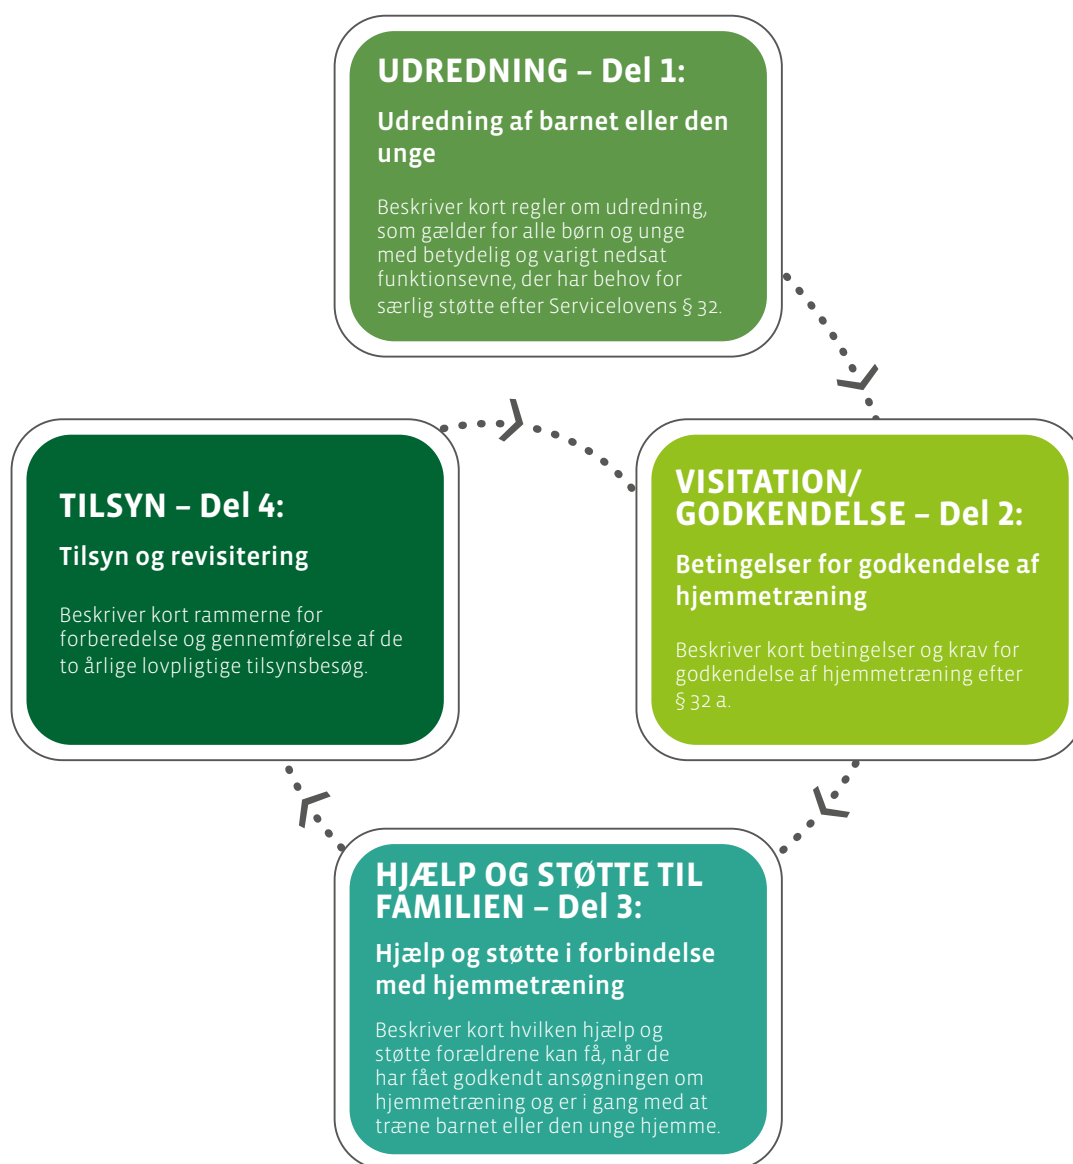 UDREDNING – Del 1:
Udredning af barnet eller den
unge
Beskriver kort regler om udredning,
som gælder for alle børn og unge
med betydelig og varigt nedsat
funktionsevne, der har behov for
særlig støtte efter Servicelovens § 32.
VISITATION/
GODKENDELSE – Del 2:
Betingelser for godkendelse af
hjemmetræning
Beskriver kort betingelser og krav for
godkendelse af hjemmetræning efter
§ 32 a.
HJÆLP OG STØTTE TIL
FAMILIEN – Del 3:
Hjælp og støtte i forbindelse
med hjemmetræning
Beskriver kort hvilken hjælp og
støtte forældrene kan få, når de
har fået godkendt ansøgningen om
hjemmetræning og er i gang med at
træne barnet eller den unge hjemme.
TILSYN – Del 4:
Tilsyn og revisitering
Beskriver kort rammerne for
forberedelse og gennemførelse af de
to årlige lovpligtige tilsynsbesøg.